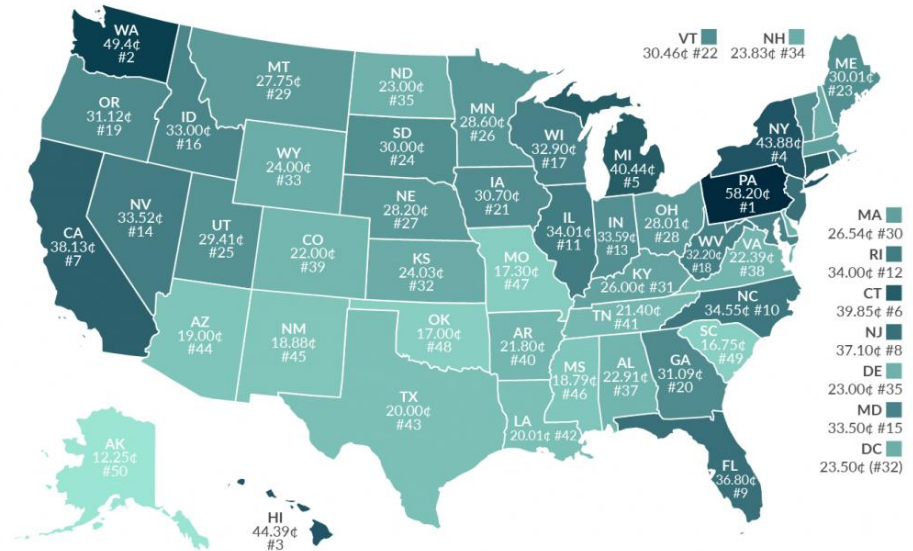 WA
49.4¢
#2
VT
30.46¢ #22
NH
23.83¢ #34
ME
30.01¢
#23
MT
27.75¢
#29
ND
23.00¢
#35
MN
28.60¢
#26
OR
31.12¢
#19
ID
33.00¢
#16
SD
30.00¢
#24
WI
32.90¢
#17
MI
40.44¢
#5
NY
43.88¢
#4
WY
24.00¢
#33
PA
58.20¢
#1
NV
33.52¢
#14
NE
28.20¢
#27
IA
30.70¢
#21
CA
38.13¢
#7
UT
29.41¢
#25
CO
22.00¢
#39
IL
34.01¢
#11
IN
33.59¢
#13
OH
28.01¢
#28
WV
32.20¢
#18
VA
22.39¢
#38
KS
24.03¢
#32
MO
17.30¢
#47
KY
26.00¢ #31
NC
34.55¢ #10
TN 21.40¢
#41
AZ
19.00¢
#44
NM
18.88¢
#45
OK
17.00¢
#48
AR
21.80¢
#40
SC
16.75¢
#49
MS
18.79¢
#46
AL
22.91¢
#37
GA
31.09¢
#20
TX
20.00¢
#43
LA
20.01¢ #42
FL
36.80¢
#9
AK
12.25¢
#50
HI
44.39¢
#3
MA
26.54¢ #30
RI
34.00¢ #12
CT
39.85¢ #6
NJ
37.10¢ #8
DE
23.00¢ #35
MD
33.50¢ #15
DC
23.50¢ (#32)